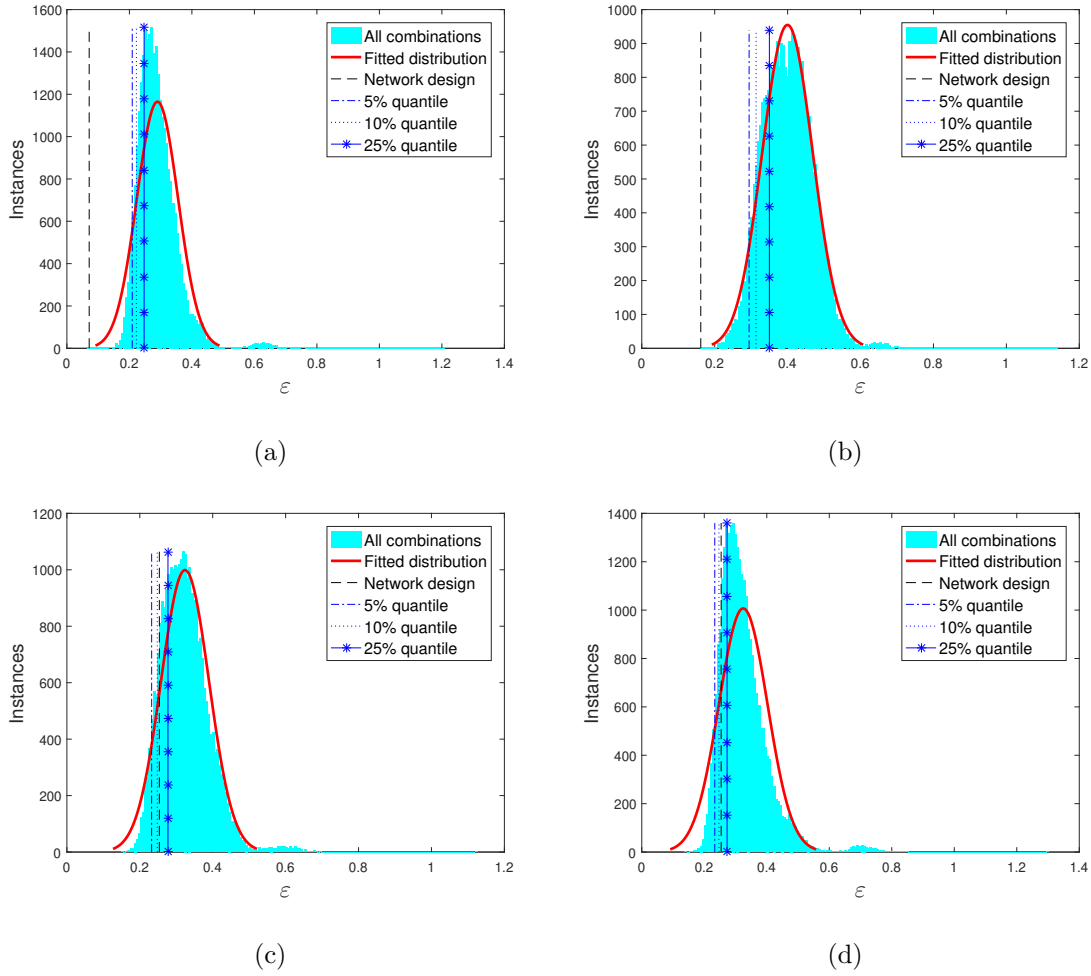 1600
1400
1200
1000
800
600
400
200
0
Instances
0 0.2 0.4 0.6 0.8 1 1.2 1.4
ε
All combinations
Fitted distribution
Network design
5% quantile
10% quantile
25% quantile
(a)
1000
900
800
700
600
500
400
300
200
100
0
Instances
0 0.2 0.4 0.6 0.8 1 1.2
ε
All combinations
Fitted distribution
Network design
5% quantile
10% quantile
25% quantile
(b)
1200
1000
800
600
400
200
0
Instances
0 0.2 0.4 0.6 0.8 1 1.2
ε
All combinations
Fitted distribution
Network design
5% quantile
10% quantile
25% quantile
(c)
1400
1200
1000
800
600
400
200
0
Instances
0 0.2 0.4 0.6 0.8 1 1.2 1.4
ε
All combinations
Fitted distribution
Network design
5% quantile
10% quantile
25% quantile
(d)